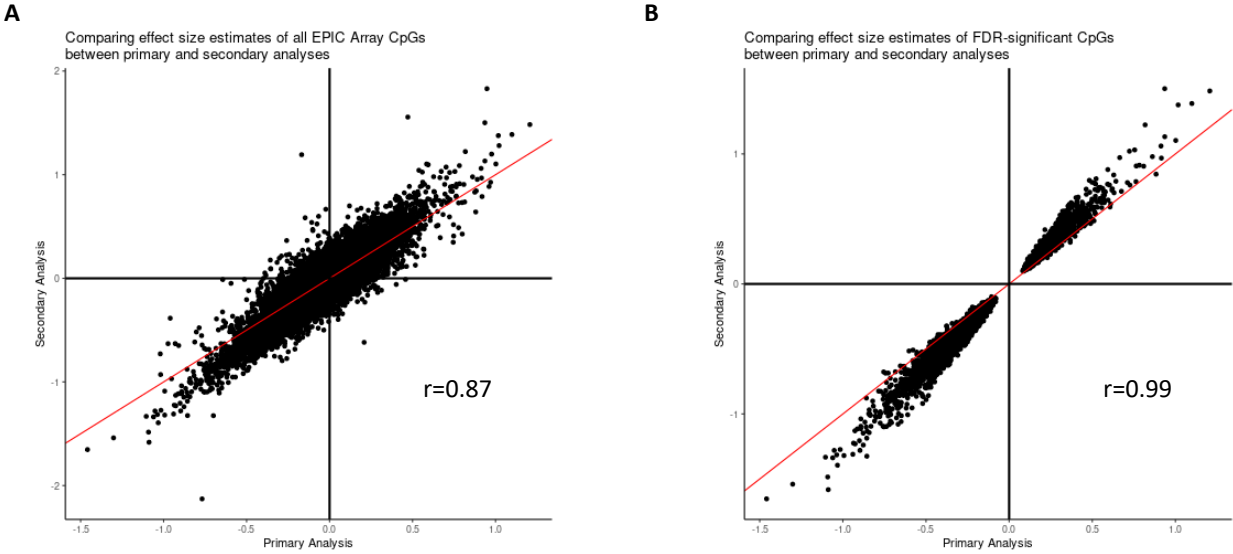 A
Comparing effect size estimates of all EPIC Array CpGs
between primary and secondary analyses
2
1
0
-1
-2
Secondary Analysis
r=0.87
-1.5
-1.0
-0.5
0.0
0.5
1.0
Primary Analysis
B
Comparing effect size estimates of FDR-significant CpGs
between primary and secondary analyses
1
0
-1
Secondary Analysis
r=0.99
-1.5
-1.0
-0.5
0.0
0.5
1.0
Primary Analysis